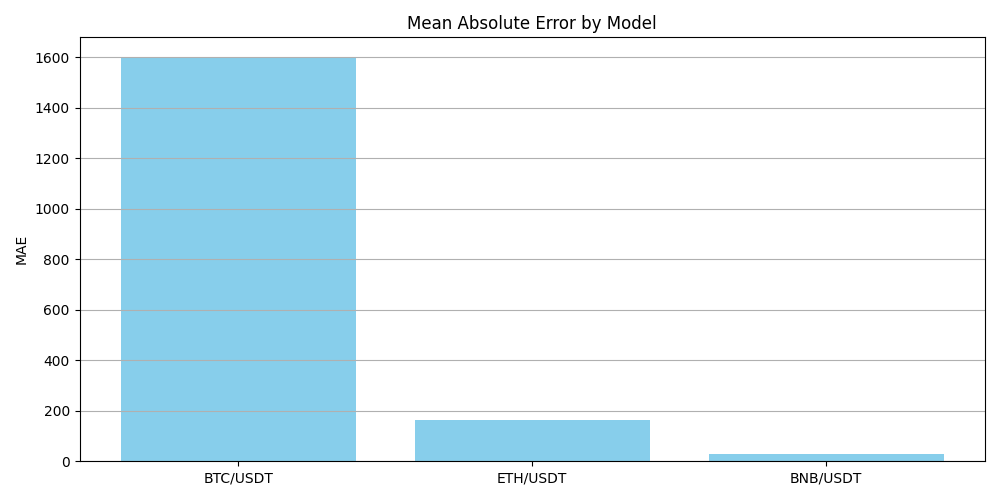 Mean Absolute Error by Model
MAE
1600
1400
1200
1000
800
600
400
200
0
BTC/USDT
ETH/USDT
BNB/USDT